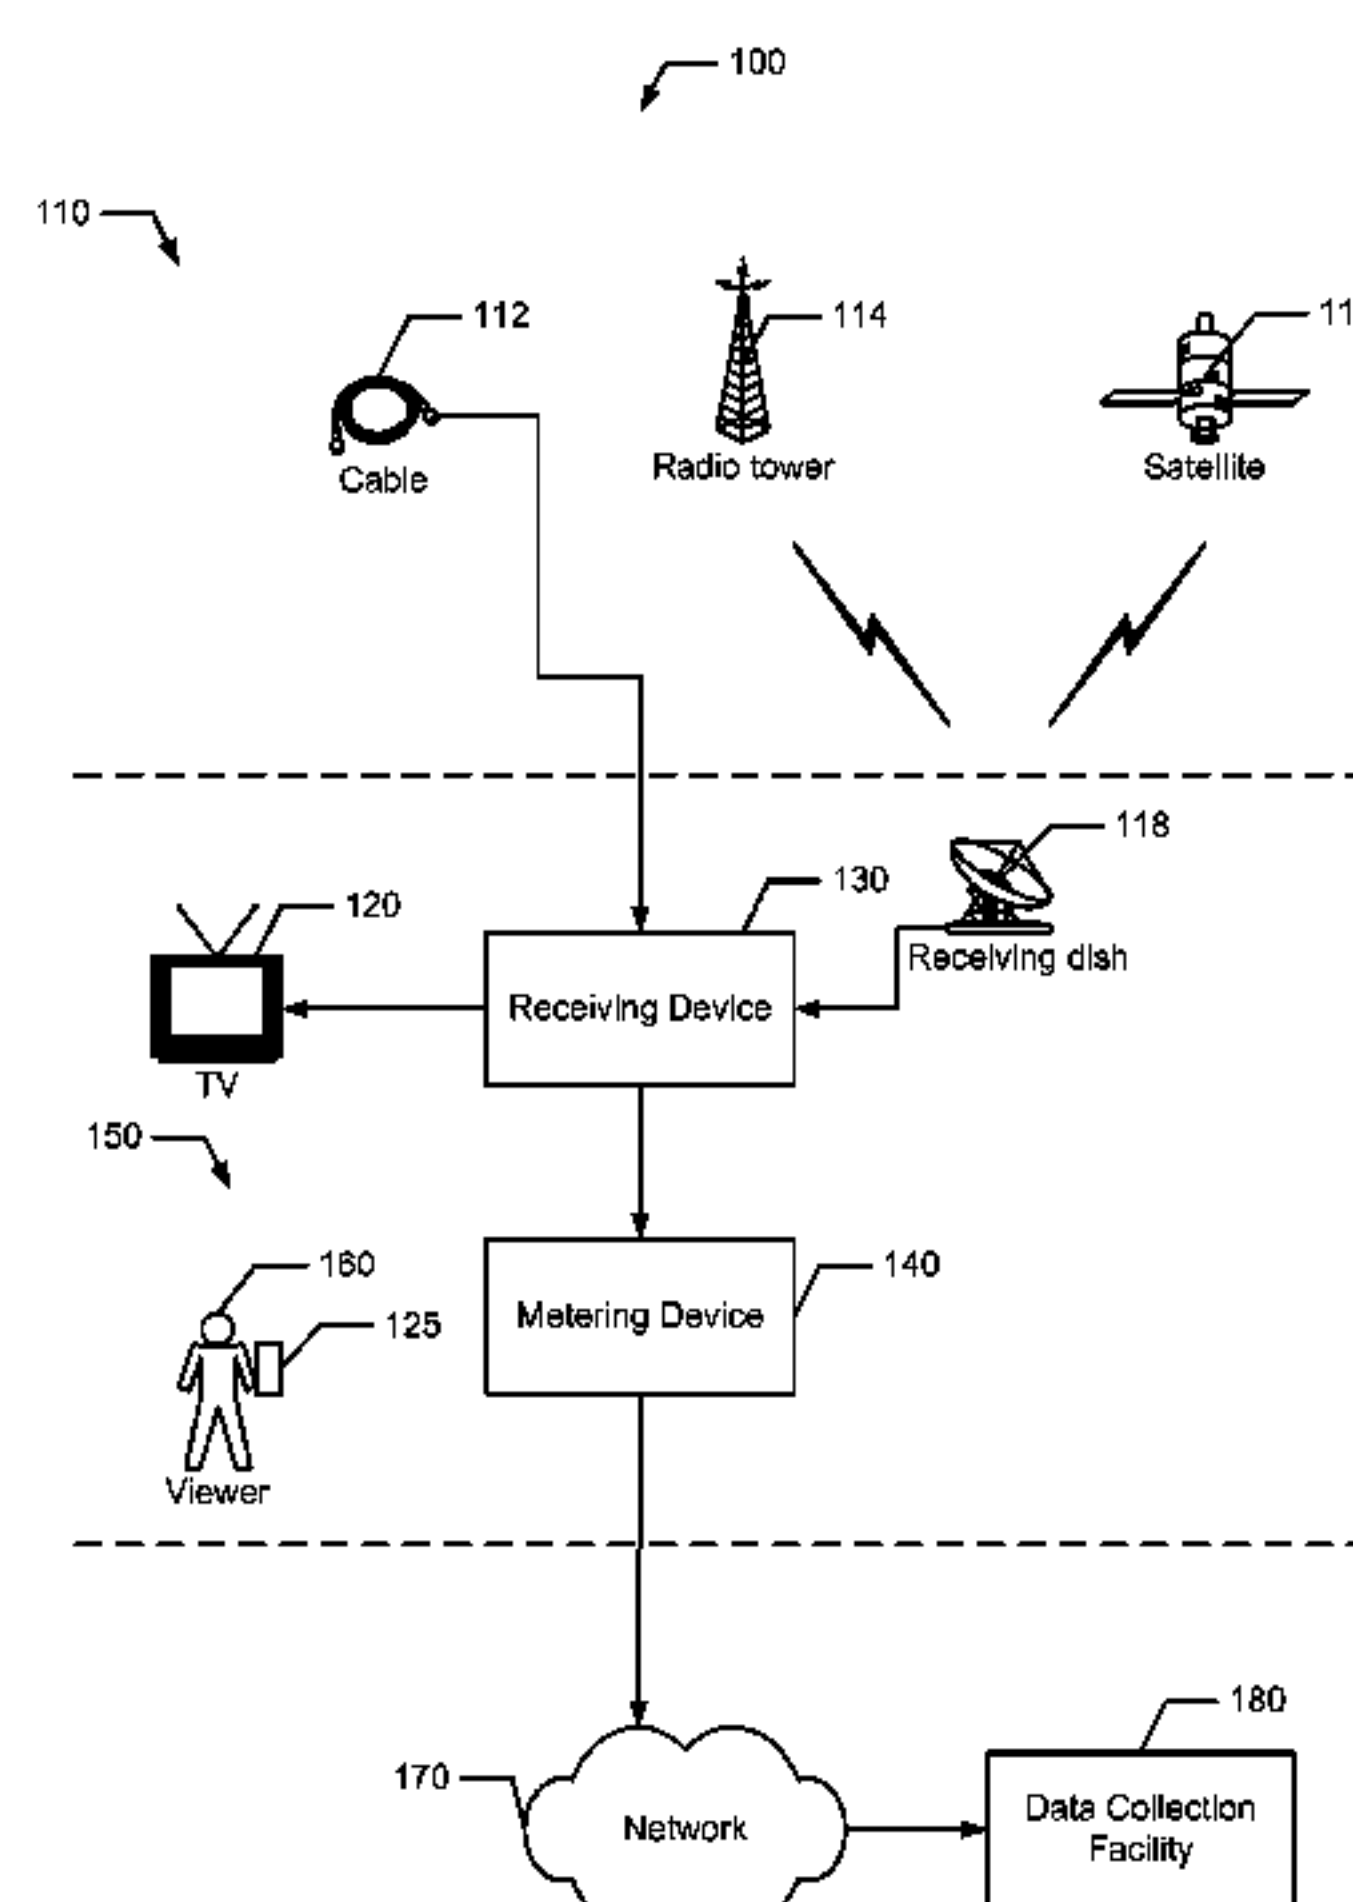 100
110
112
114
11
Cable
Radio tower
Satellite
118
130
120
Receiving dish
Receiving Device
TV
150
160
140
125
Metering Device
Viewer
180
170
Data Collection
Facility
Network